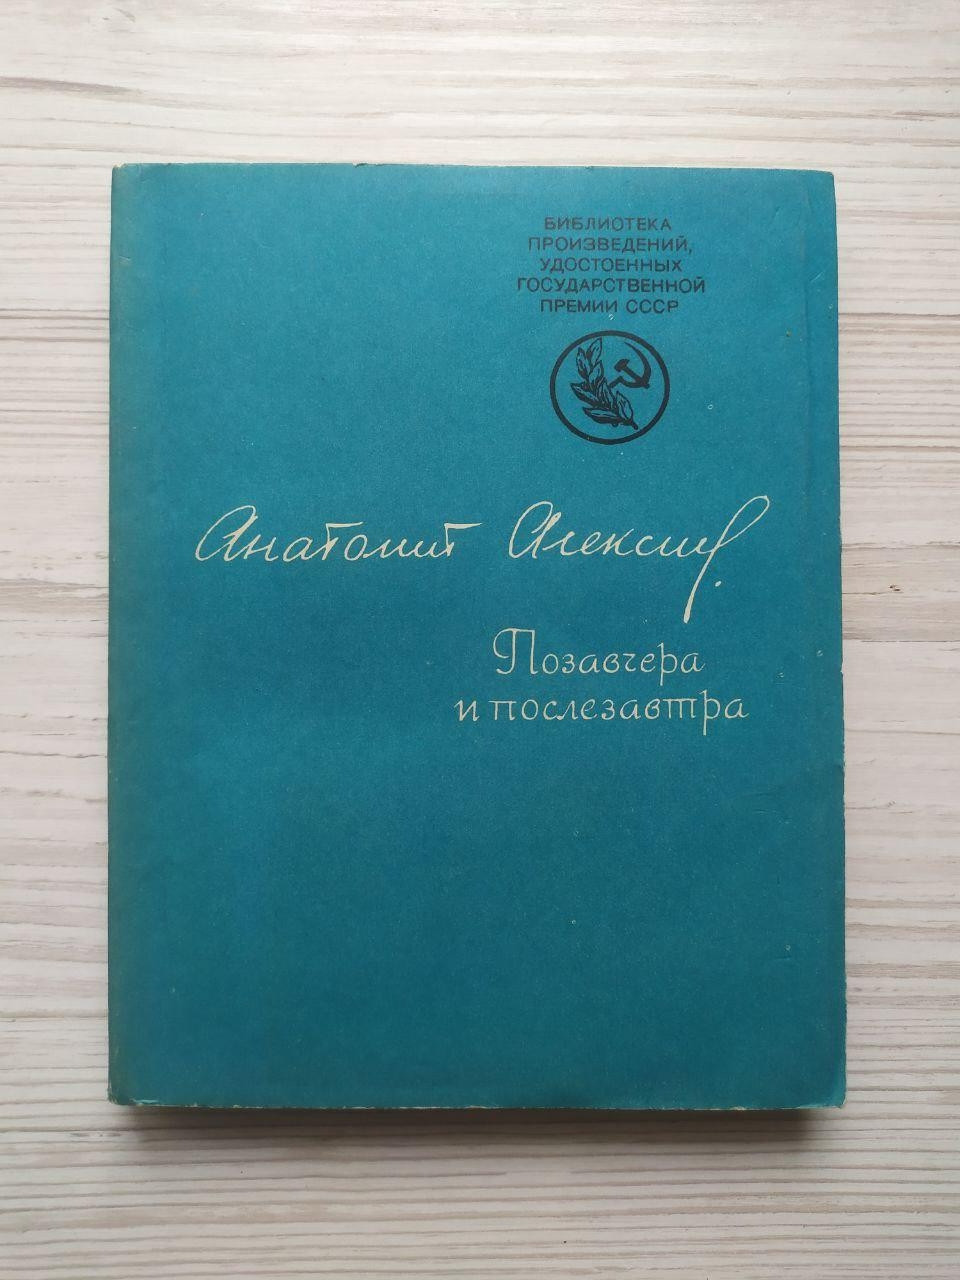 БИБЛИОТЕКА
ПРОИЗВЕДЕНИЙ,
УДОСТОЕННЫХ
ГОСУДАРСТВЕННОЙ
ПРЕМИИ СССР
Анатолий Алексин
Позавчера
и послезавтра